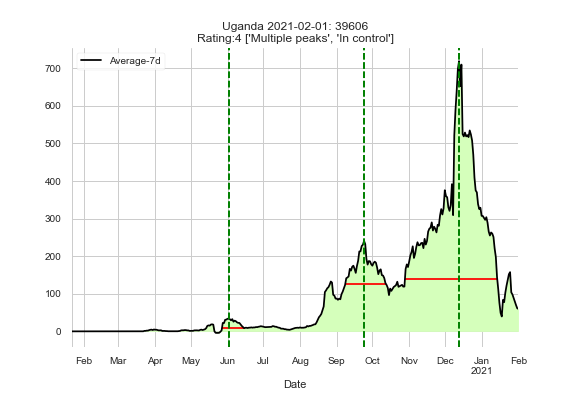 Uganda 2021-02-01: 39606
Rating:4 ['Multiple peaks', 'In control']
Average-7d
700
600
500
400
300
200
100
0
Feb Mar Apr May Jun Jul Aug Sep Oct Nov Dec Jan Feb
2021
Date